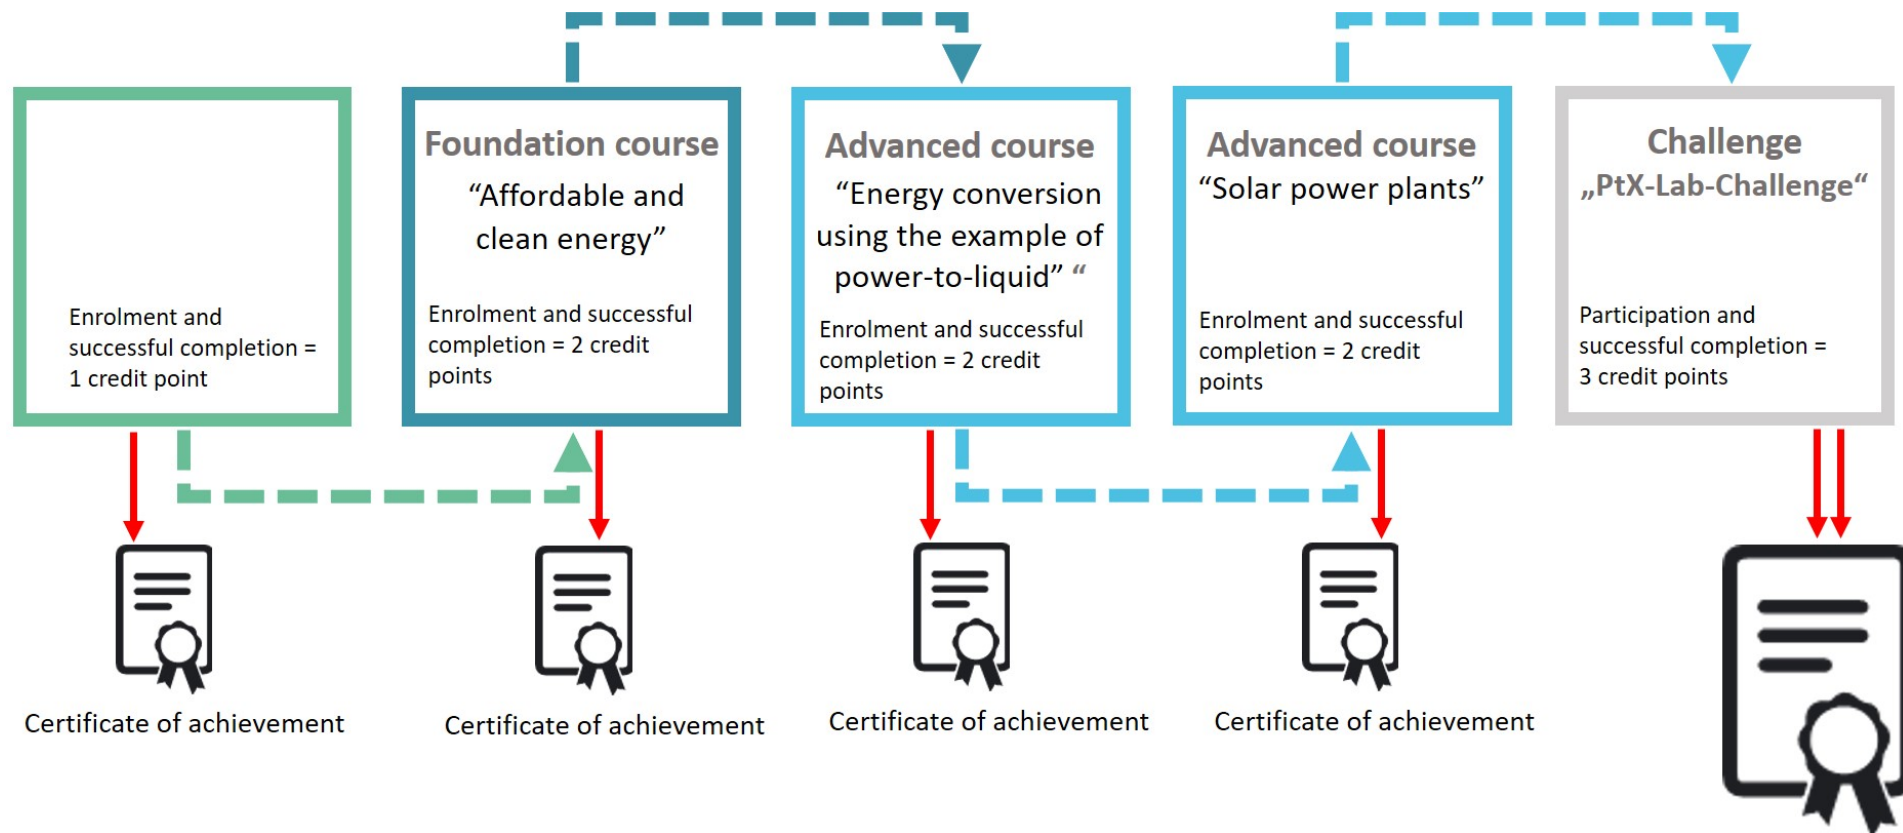 Enrolment and
successful completion =
1 credit point
Foundation course
“Affordable and
clean energy”
Enrolment and successful
completion = 2 credit
points
Advanced course
“Energy conversion
using the example of
power-to-liquid” “
Enrolment and successful
completion = 2 credit
points
Advanced course
“Solar power plants”
Enrolment and successful
completion = 2 credit
points
Challenge
„PtX-Lab-Challenge“
Participation and
successful completion =
3 credit points
Certificate of achievement
Certificate of achievement
Certificate of achievement
Certificate of achievement